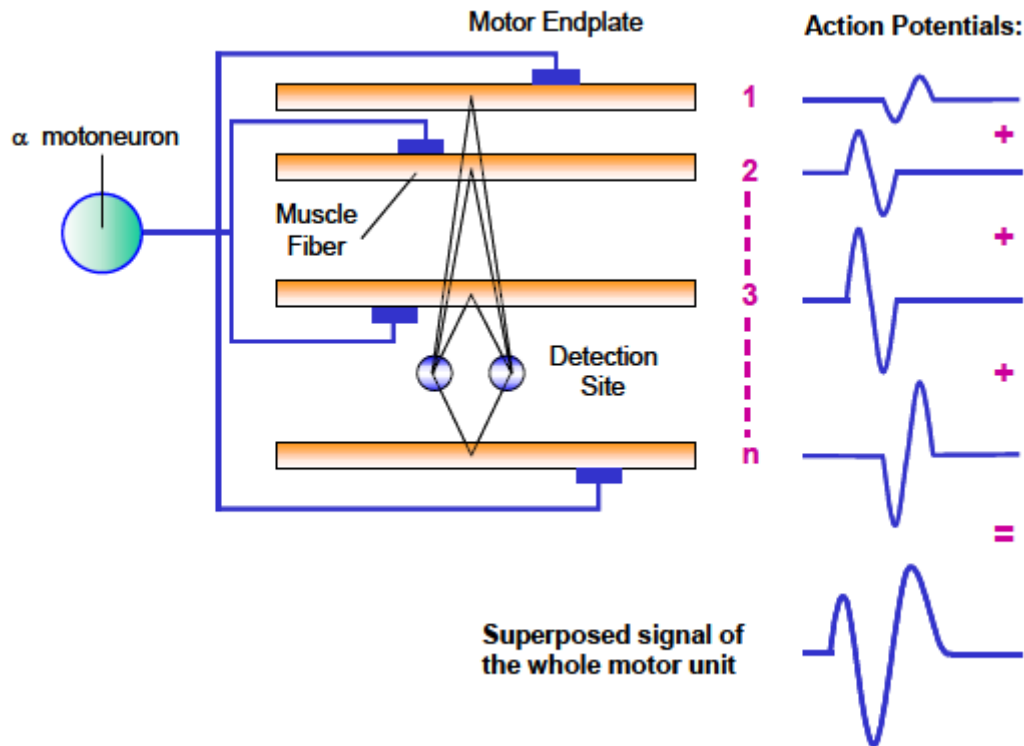 Motor Endplate
Action Potentials:
α motoneuron
1
+
2
Muscle
Fiber
+
3
Detection
Site
+
n
=
Superposed signal of
the whole motor unit